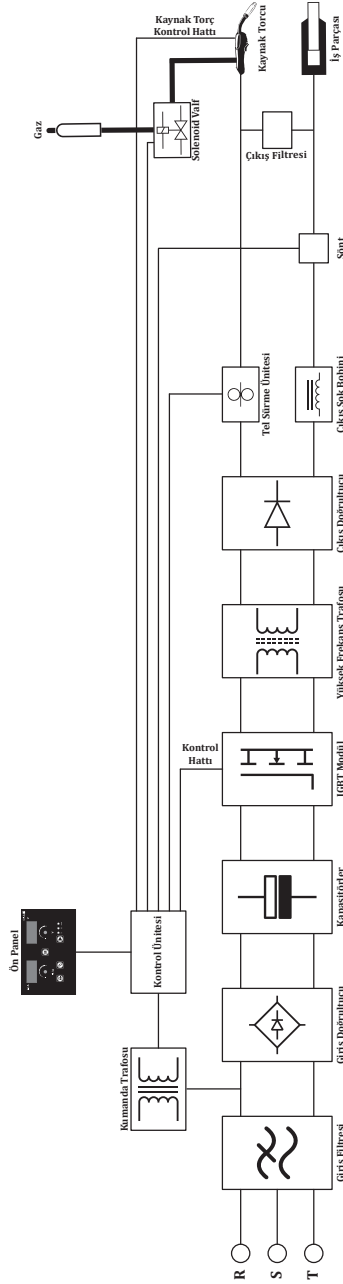 Gaz
Kaynak Torç
Kontrol Hattı
Kaynak Torcu
İş Parçası
Solenoid Valf
Çıkış Filtresi
Şönt
Tel Sürme Ünitesi
Çıkış Şok Bobini
Çıkış Doğrultucu
Yüksek Frekans Trafosu
Kontrol
Hattı
IGBT Modül
Ön Panel
Kontrol Ünitesi
Kapasitörler
Kumanda Trafosu
Giriş Doğrultucu
Giriş Filtresi
R
S
T